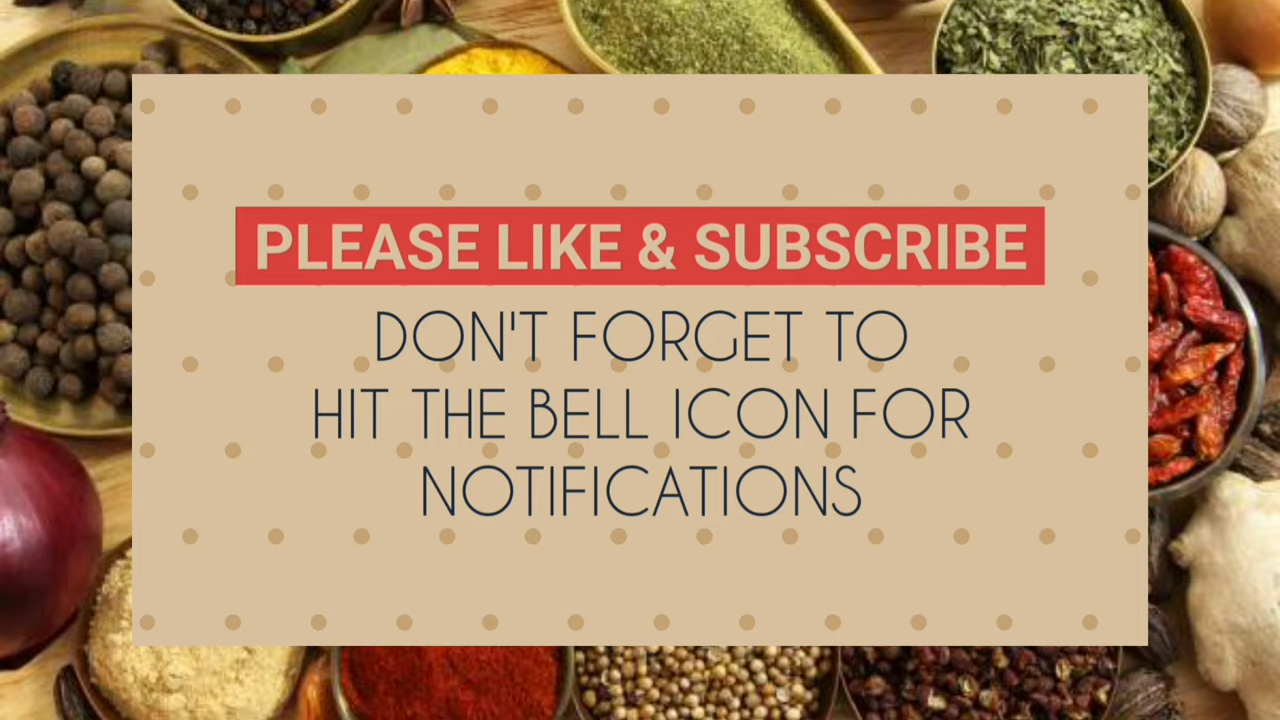 PLEASE LIKE & SUBSCRIBE
DON'T FORGET TO
HIT THE BELL ICON FOR
NOTIFICATIONS